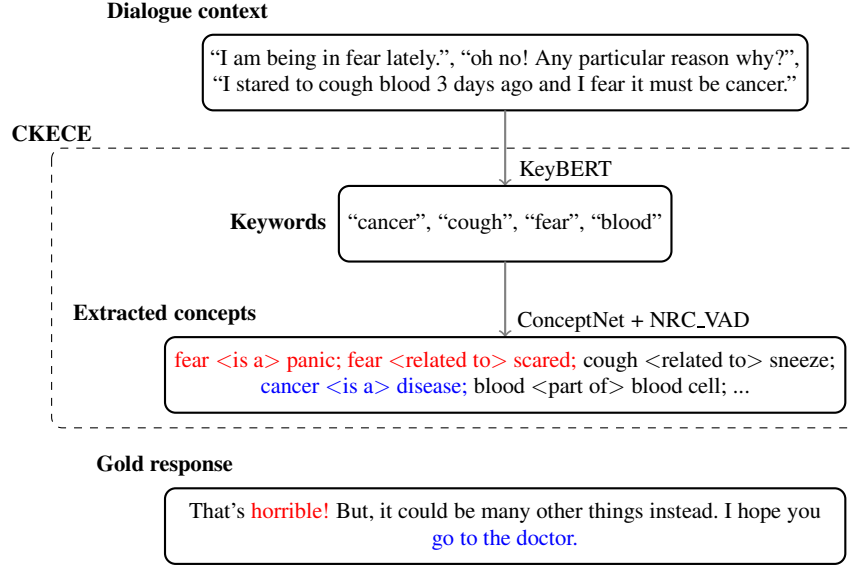 Dialogue context
“I am being in fear lately.”, “oh no! Any particular reason why?”,
“I stared to cough blood 3 days ago and I fear it must be cancer.”
CKECE
KeyBERT
Keywords
“cancer”, “cough”, “fear”, “blood”
Extracted concepts
ConceptNet + NRC_VAD
fear <is a> panic; fear <related to> scared; cough <related to> sneeze;
cancer <is a> disease; blood <part of> blood cell; ...
Gold response
That's horrible! But, it could be many other things instead. I hope you
go to the doctor.